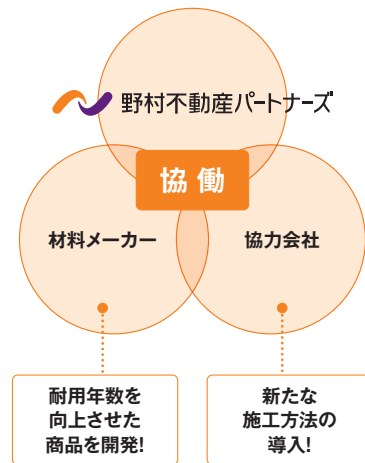 野村不動産パートナーズ
協働
材料メーカー
協力会社
耐用年数を
向上させた
商品を開発!
新たな
施工方法の
導入!